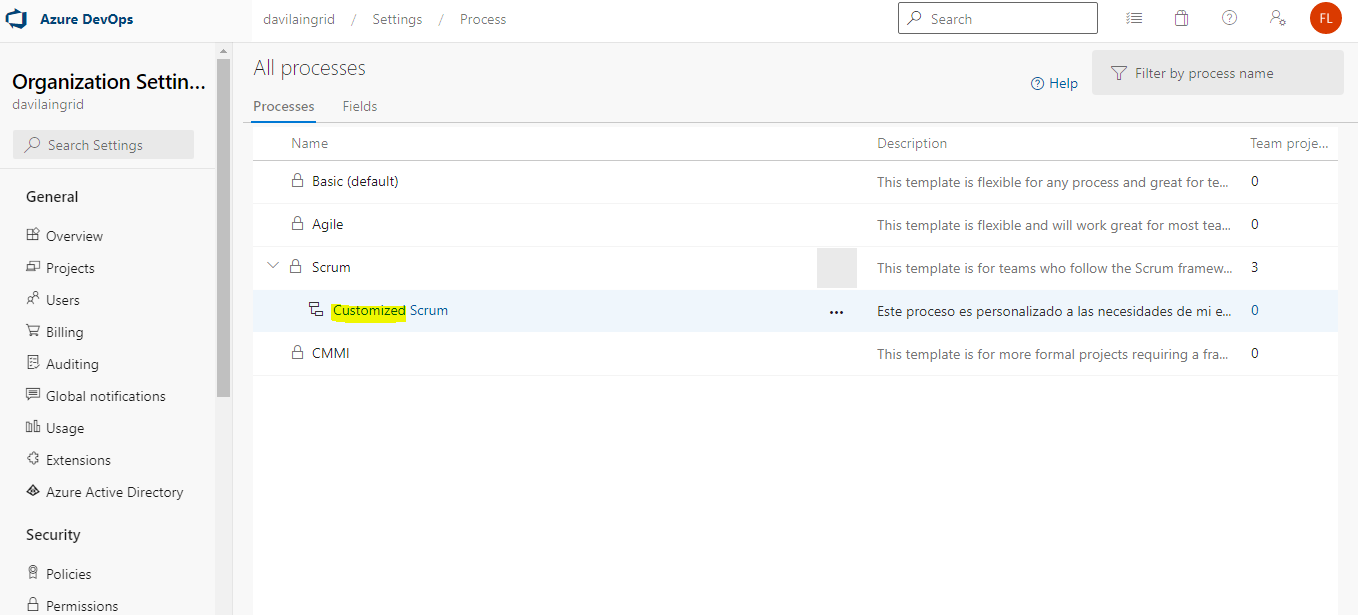 Azure DevOps
davilaingrid / Settings / Process
Search
FL
Organization Settin...
davilaingrid
Search Settings
General
Overview
Projects
Users
Billing
Auditing
Global notifications
Usage
Extensions
Azure Active Directory
Security
Policies
Permissions
All processes
Help
Filter by process name
Processes Fields
Name Description Team proje...
Basic (default) This template is flexible for any process and great for te... 0
Agile This template is flexible and will work great for most tea... 0
Scrum This template is for teams who follow the Scrum framew... 3
Customized Scrum ... Este proceso es personalizado a las necesidades de mi e... 0
CMMI This template is for more formal projects requiring a fra... 0